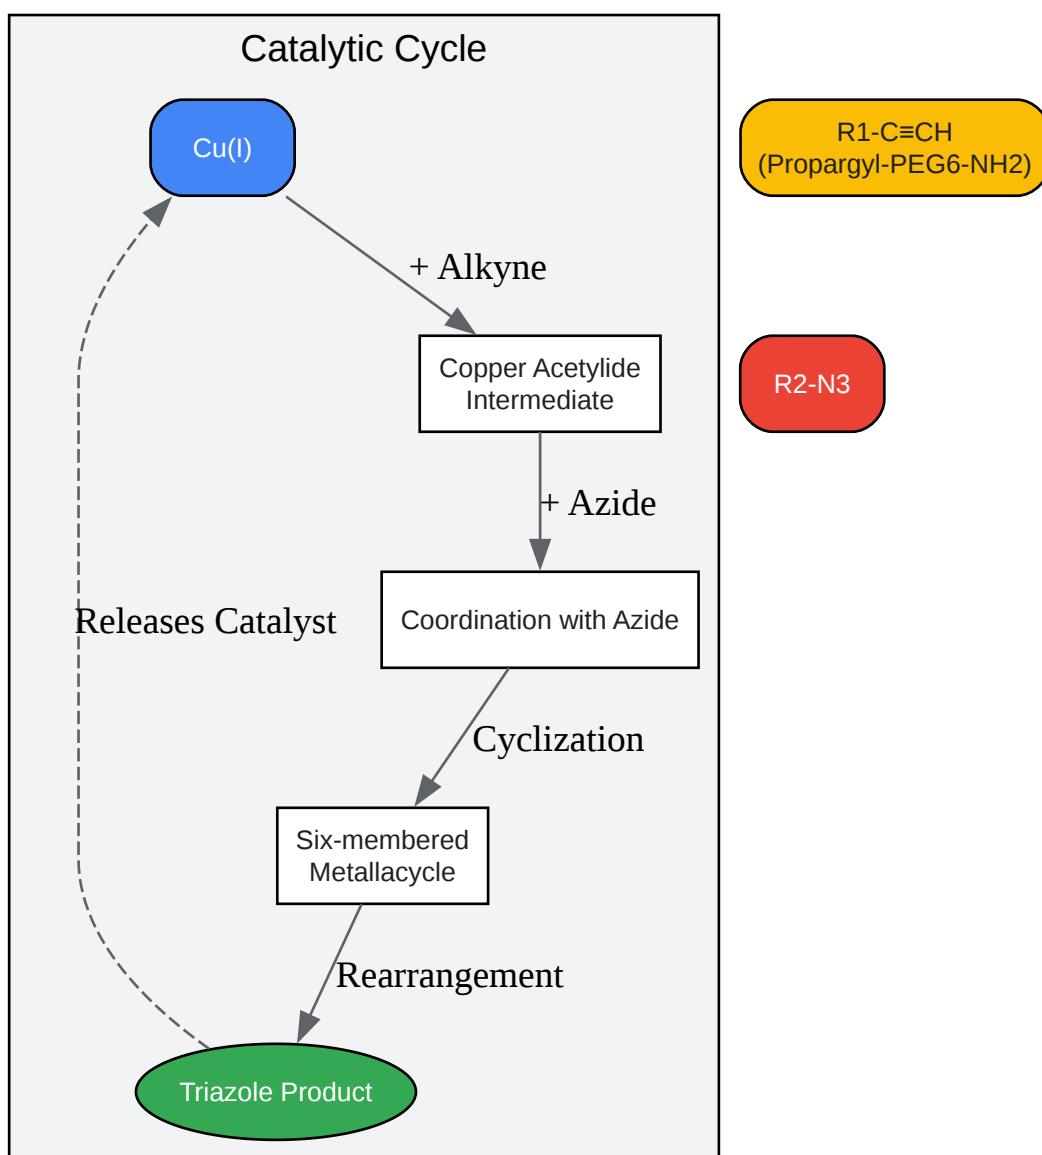 Catalytic Cycle
Cu(I)
R1-C≡CH
(Propargyl-PEG6-NH2)
+ Alkyne
Copper Acetylide
Intermediate
R2-N3
+ Azide
Releases Catalyst
Coordination with Azide
Cyclization
Six-membered
Metallacycle
Rearrangement
Triazole Product